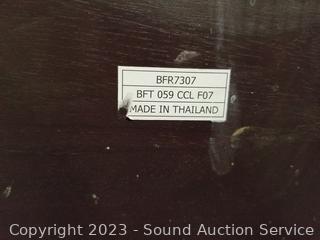 BFR7307
BFT 059 CCL F07
MADE IN THAILAND
Copyright 2023 - Sound Auction Service